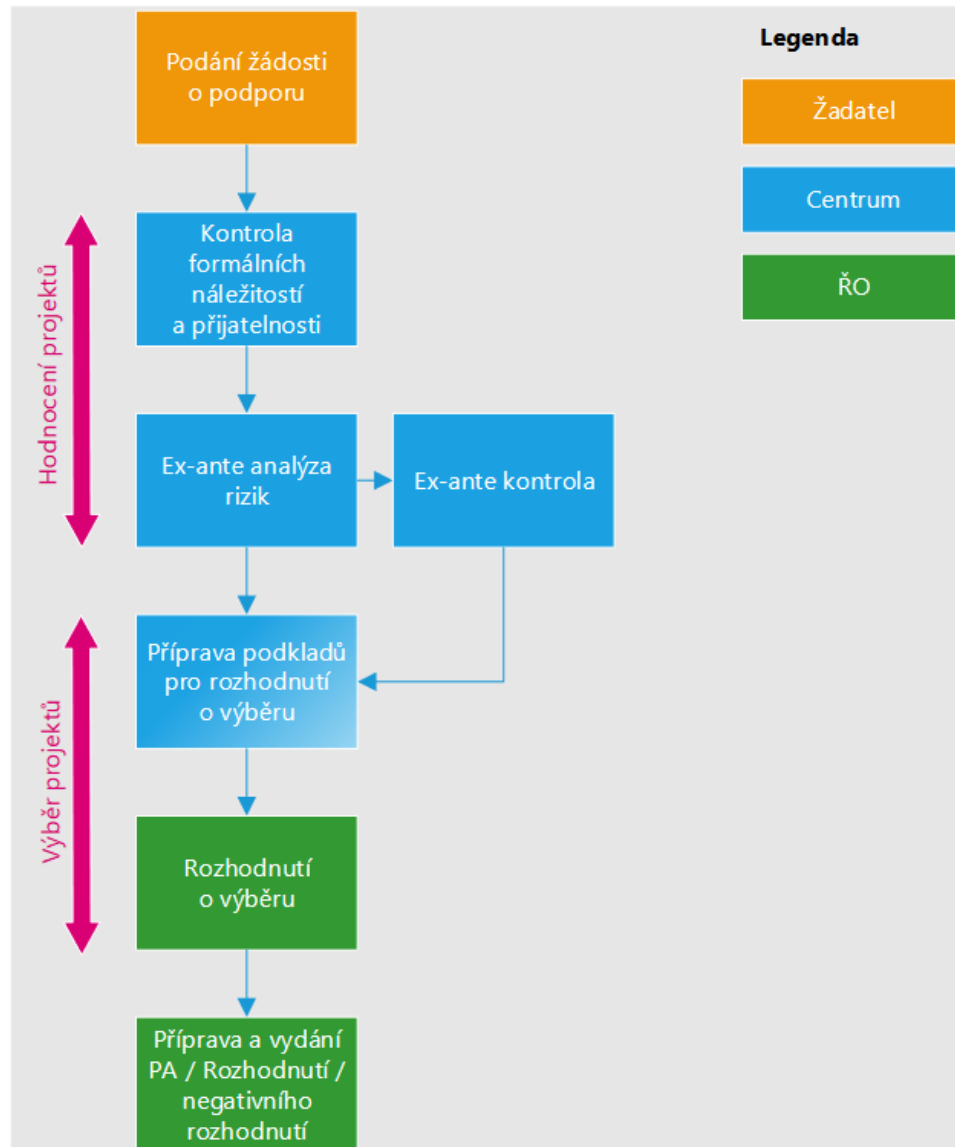 Podání žádosti
o podporu
Legenda
Žadatel
Centrum
ŘO
Hodnocení projektů
Kontrola
formálních
náležitostí
a přijatelnosti
Ex-ante analýza
rizik
Ex-ante kontrola
Výběr projektů
Příprava podkladů
pro rozhodnutí
o výběru
Rozhodnutí
o výběru
Příprava a vydání
PA / Rozhodnutí /
negativního
rozhodnutí